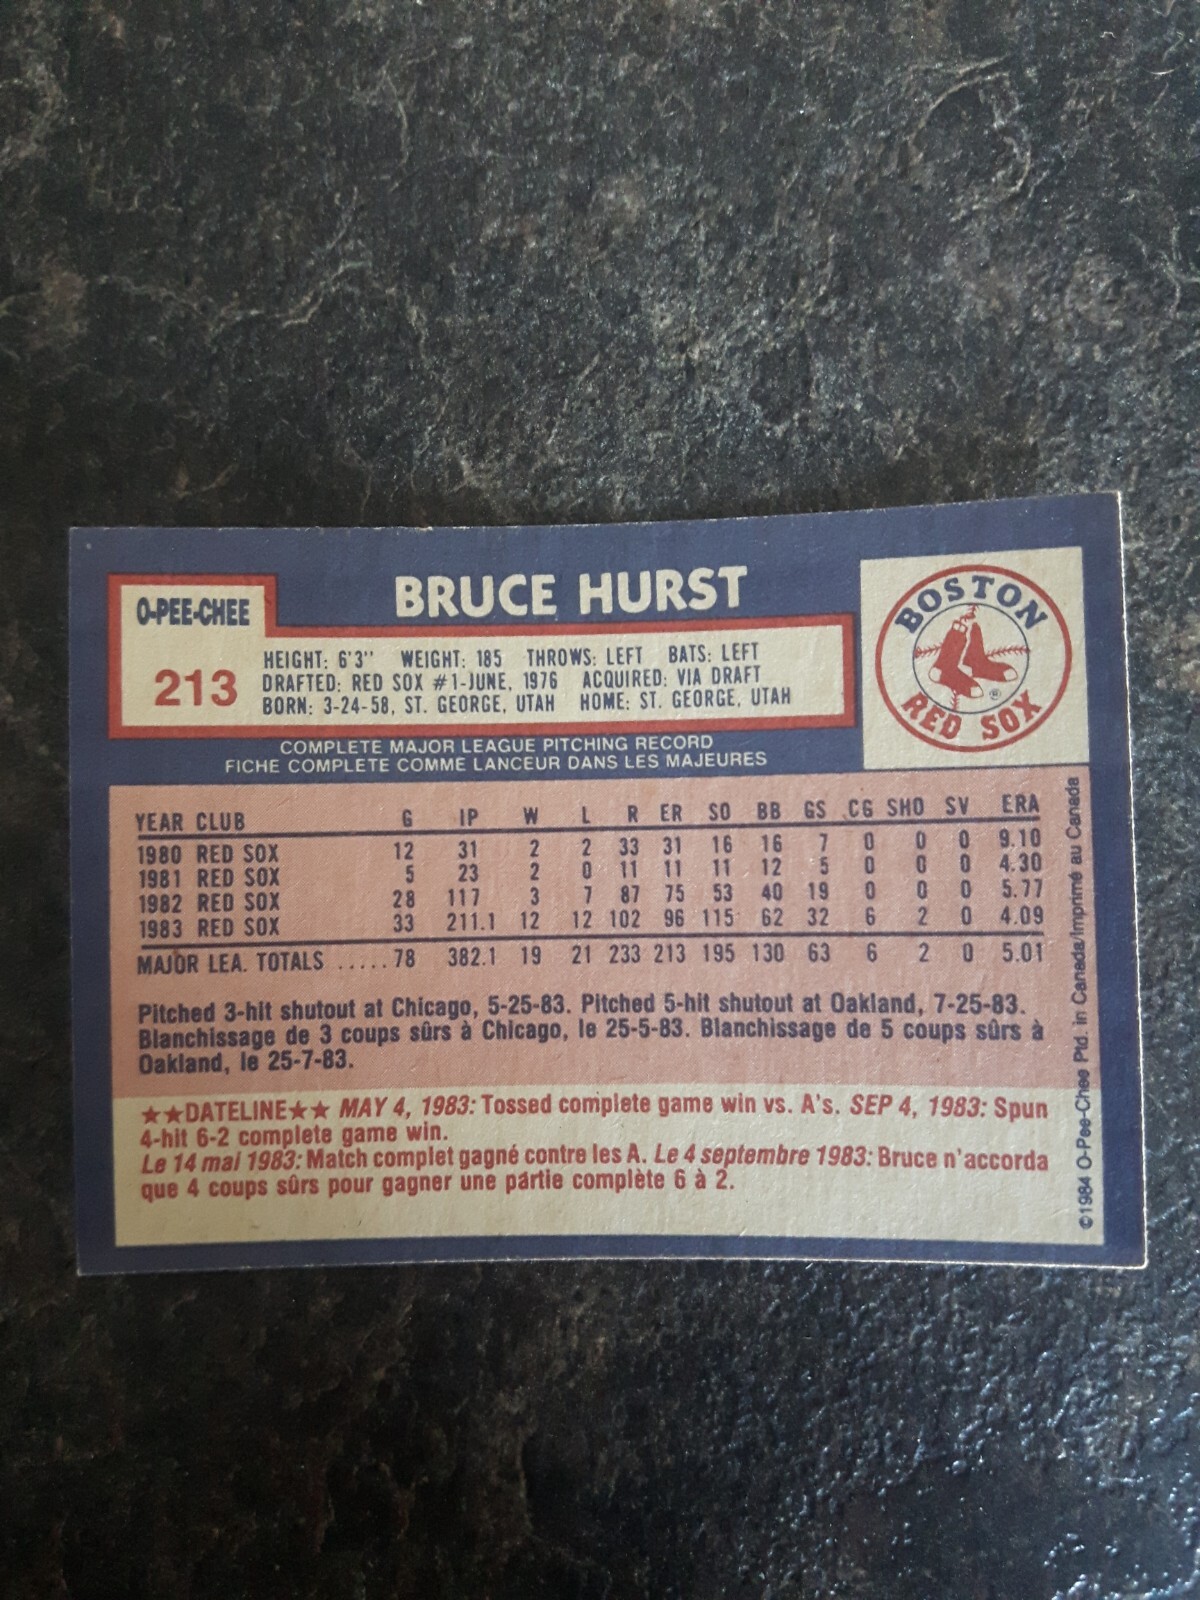 O-PEE-CHEE
213
BRUCE HURST
HEIGHT: 6'3" WEIGHT: 185 THROWS: LEFT BATS: LEFT
DRAFTED: RED SOX #1-JUNE, 1976 ACQUIRED: VIA DRAFT
BORN: 3-24-58, ST. GEORGE, UTAH HOME: ST. GEORGE, UTAH
BOSTON
RED SOX
®
COMPLETE MAJOR LEAGUE PITCHING RECORD
FICHE COMPLETE COMME LANCEUR DANS LES MAJEURES
YEAR CLUB G IP W L R ER SO BB GS CG SHO SV ERA
1980 RED SOX 12 31 2 2 33 31 16 16 7 0 0 0 9.10
1981 RED SOX 5 23 2 0 11 11 11 12 5 0 0 0 4.30
1982 RED SOX 28 117 3 7 87 75 53 40 19 0 0 0 5.77
1983 RED SOX 33 211.1 12 12 102 96 115 62 32 6 2 0 4.09
MAJOR LEA. TOTALS .....78 382.1 19 21 233 213 195 130 63 6 2 0 5.01
Pitched 3-hit shutout at Chicago, 5-25-83. Pitched 5-hit shutout at Oakland, 7-25-83.
Blanchissage de 3 coups sûrs à Chicago, le 25-5-83. Blanchissage de 5 coups sûrs à
Oakland, le 25-7-83.
★★DATELINE★★ MAY 4, 1983: Tossed complete game win vs. A's. SEP 4, 1983: Spun
4-hit 6-2 complete game win.
Le 14 mai 1983: Match complet gagné contre les A. Le 4 septembre 1983: Bruce n'accorda
que 4 coups sûrs pour gagner une partie complète 6 à 2.
©1984 O-Pee-Chee Ptd. in Canada/Imprimé au Canada